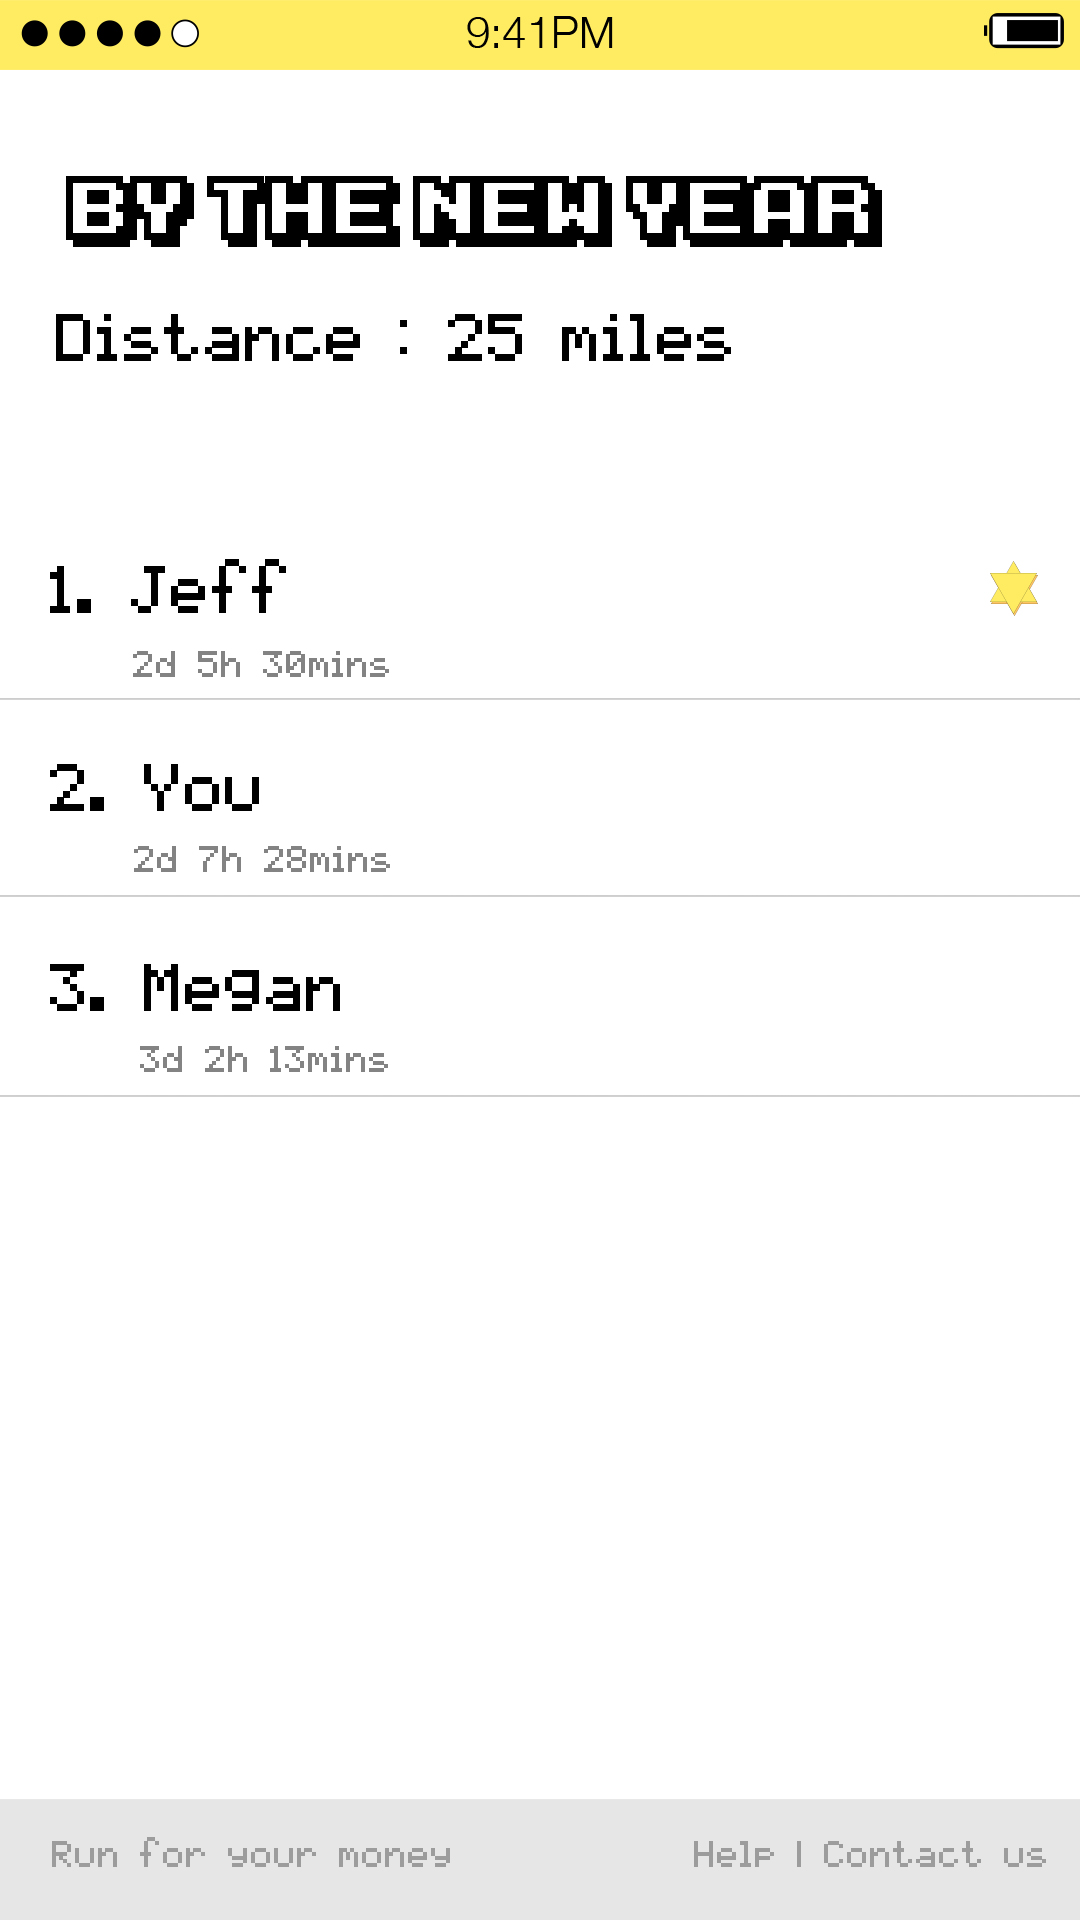 9:41PM
BY THE NEW YEAR
Distance : 25 miles
1. Jeff
2d 5h 30mins
2. You
2d 7h 28mins
3. Megan
3d 2h 13mins
Run for your money
Help | Contact us